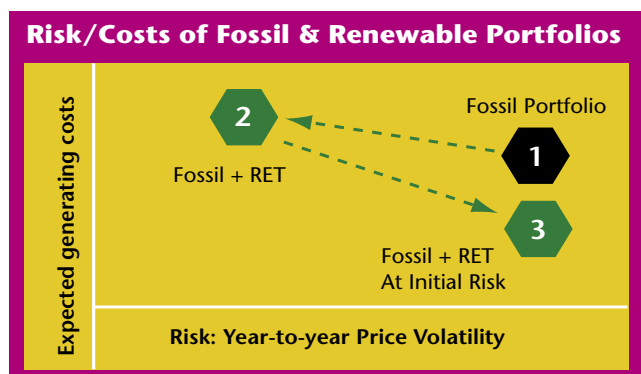 Risk/Costs of Fossil & Renewable Portfolios
Expected generating costs
2
Fossil + RET
Fossil Portfolio
1
3
Fossil + RET
At Initial Risk
Risk: Year-to-year Price Volatility